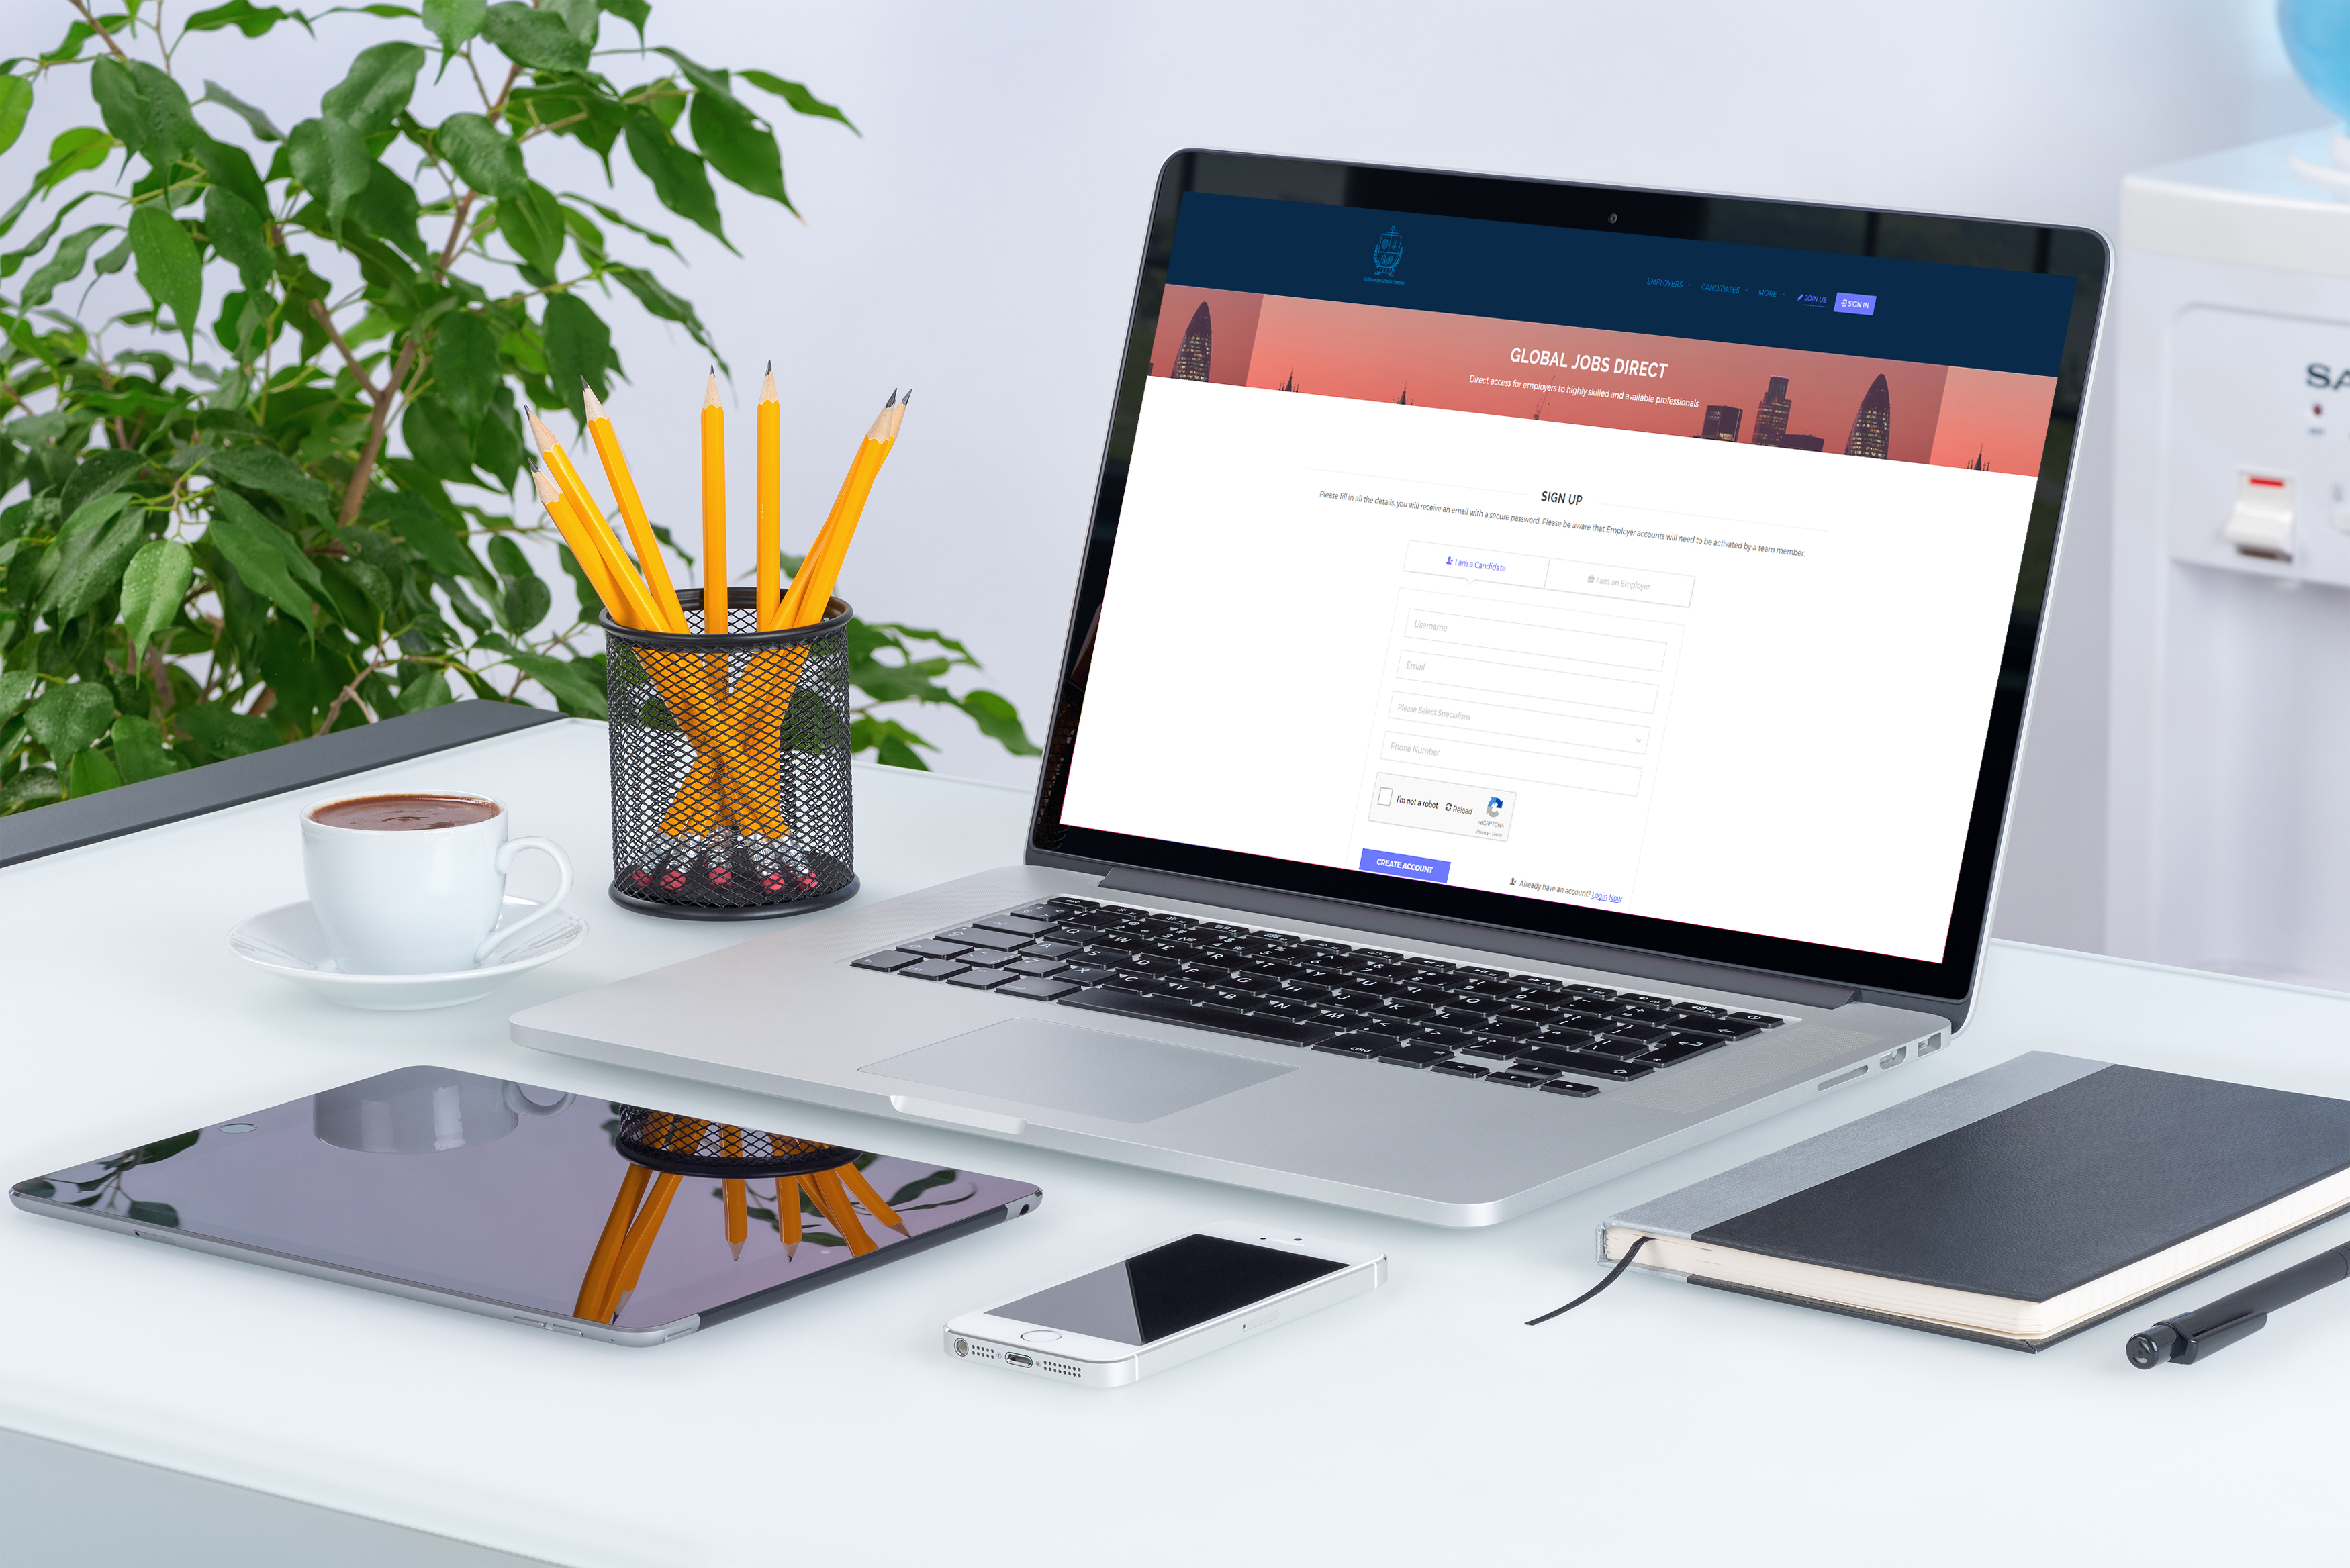 EMPLOYERS CANDIDATES MORE JOIN US SIGN IN
GLOBAL JOBS DIRECT
Direct access for employers to highly skilled and available professionals
SIGN UP
Please fill in all the details, you will receive an email with a secure password. Please be aware that Employer accounts will need to be activated by a team member.
I am a Candidate I am an Employer
Username
Email
Please Select Specialism
Phone Number
I'm not a robot Reload
reCAPTCHA
Privacy - Terms
CREATE ACCOUNT
Already have an account? Login Now
SA